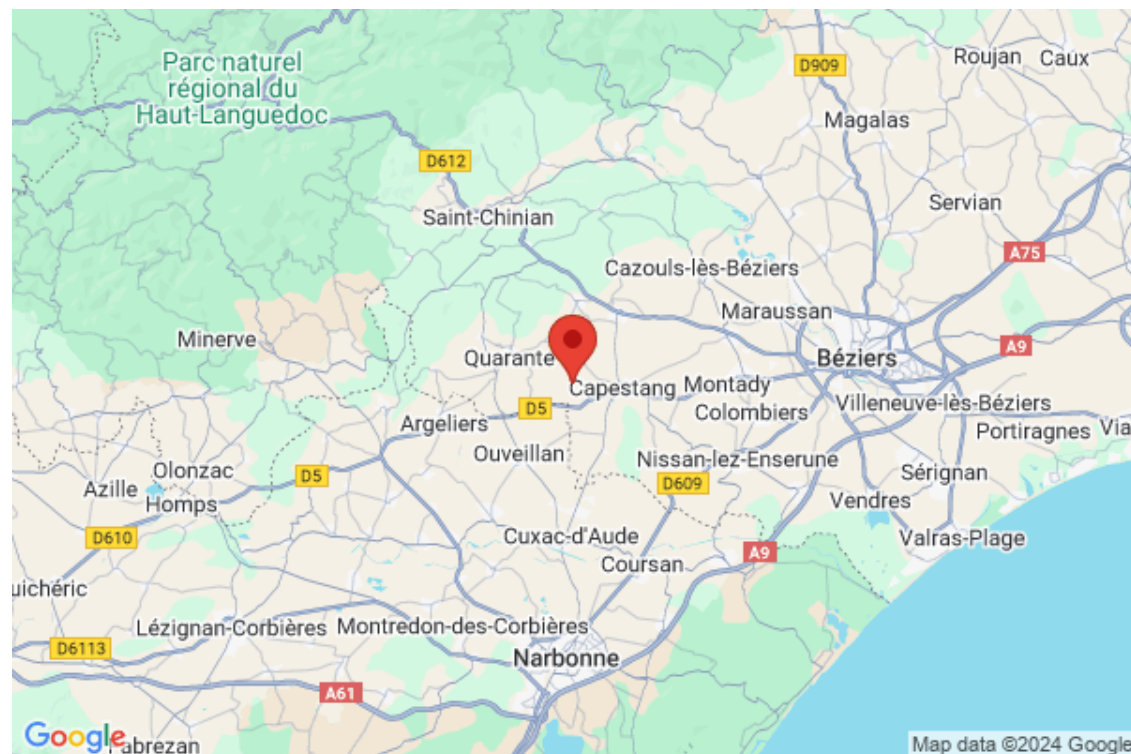 Parc naturel
régional du
Haut-Languedoc
D909
Roujan
Caux
Magalas
D612
Servian
Saint-Chinian
A75
Cazouls-lès-Béziers
Maraussan
Minerve
Quarante
A9
Béziers
Capestang
Montady
D5
Colombiers
Villeneuve-lès-Béziers
Argeliers
Portiragnes
Via
Ouveillan
Nissan-lez-Enserune
Olonzac
D5
Sérignan
Azille
D609
Homps
Vendres
D610
Cuxac-d'Aude
Valras-Plage
A9
Coursan
uichéric
Lézignan-Corbières
Montredon-des-Corbières
D6113
Narbonne
A61
Google
Fabrezan
Map data ©2024 Google